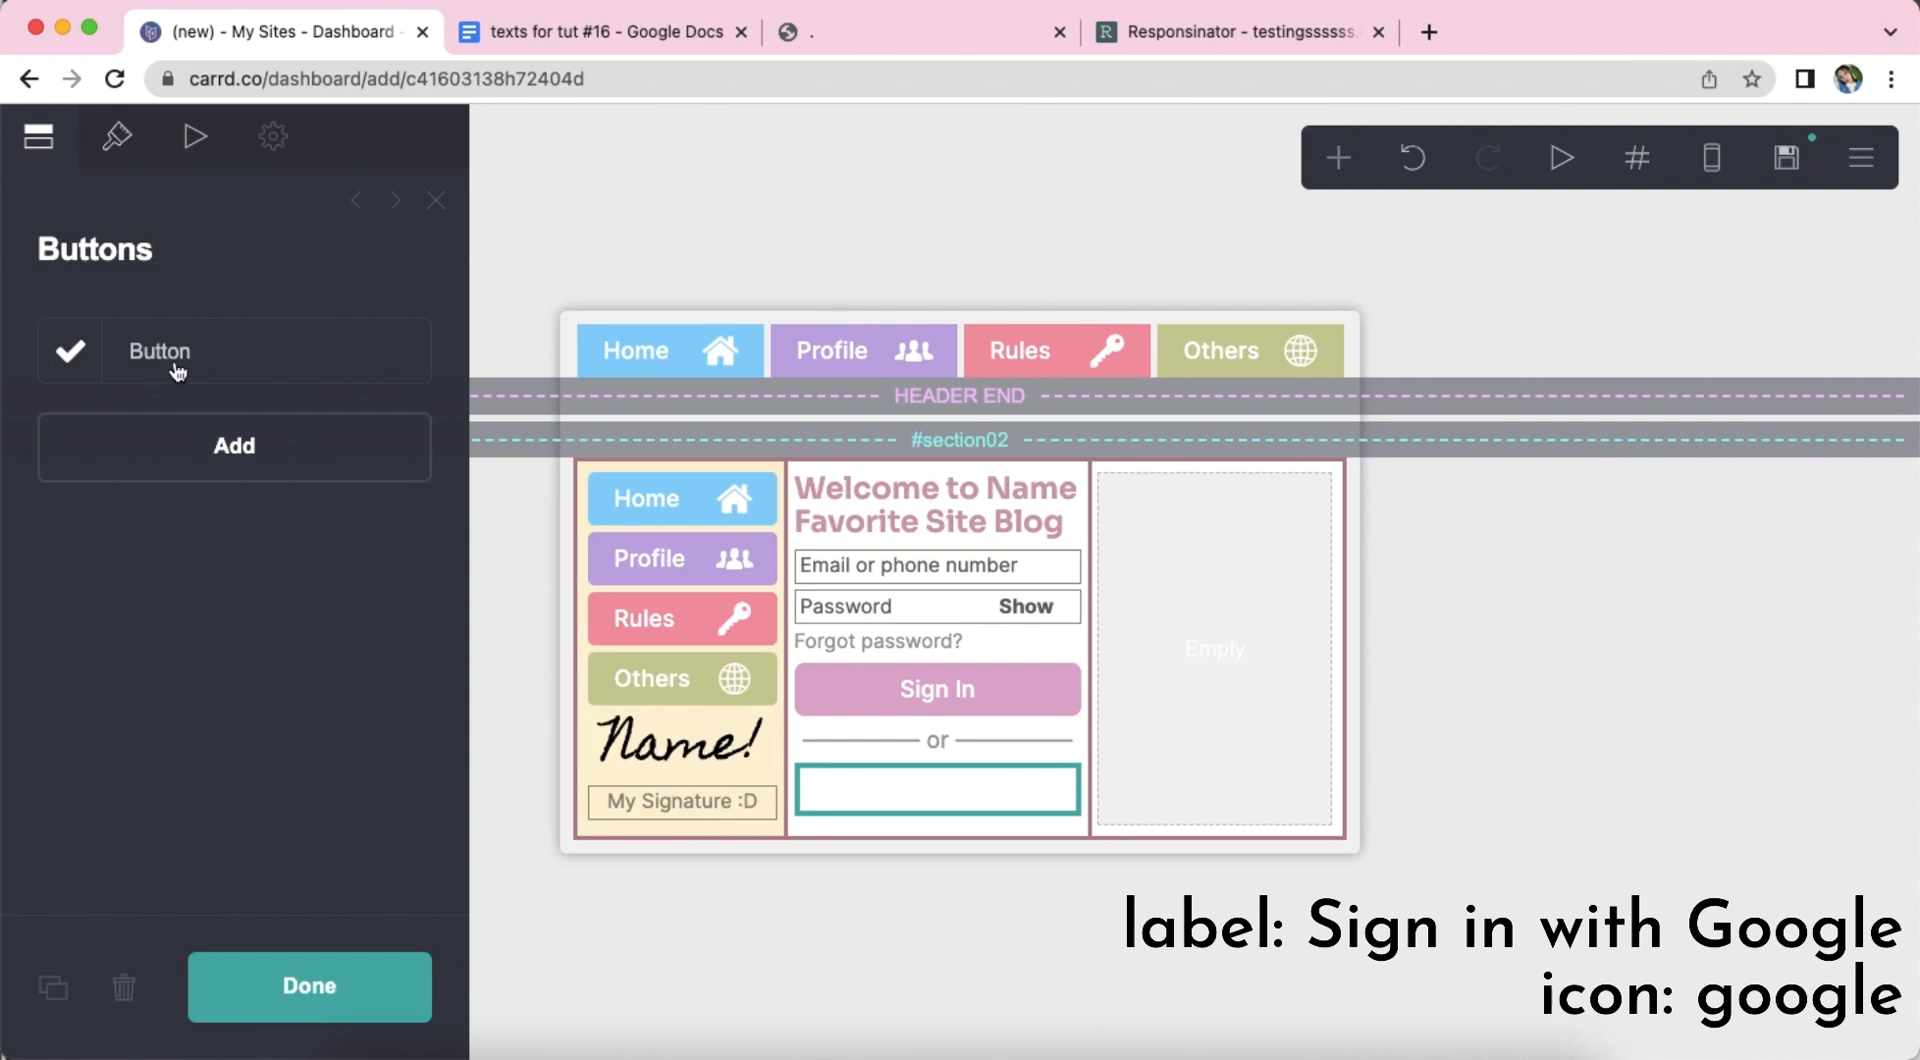 (new) - My Sites - Dashboard -
texts for tut #16 - Google Docs
.
Responsinator - testingssssss.
carrd.co/dashboard/add/c41603138h72404d
Buttons
Button
Add
Done
Home
Profile
Rules
Others
HEADER END
#section02
Home
Profile
Rules
Others
Name!
My Signature :D
Welcome to Name
Favorite Site Blog
Email or phone number
Password Show
Forgot password?
Sign In
or
Empty
label: Sign in with Google
icon: google